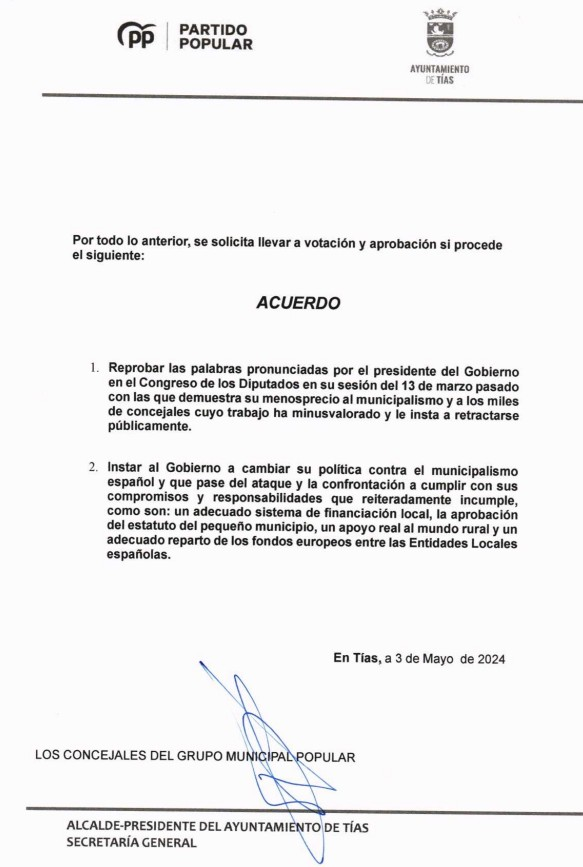 pp PARTIDO
POPULAR
AYUNTAMIENTO
DE TÍAS
Por todo lo anterior, se solicita llevar a votación y aprobación si procede
el siguiente:
ACUERDO
1. Reprobar las palabras pronunciadas por el presidente del Gobierno
en el Congreso de los Diputados en su sesión del 13 de marzo pasado
con las que demuestra su menosprecio al municipalismo y a los miles
de concejales cuyo trabajo ha minusvalorado y le insta a retractarse
públicamente.
2. Instar al Gobierno a cambiar su política contra el municipalismo
español y que pase del ataque y la confrontación a cumplir con sus
compromisos y responsabilidades que reiteradamente incumple,
como son: un adecuado sistema de financiación local, la aprobación
del estatuto del pequeño municipio, un apoyo real al mundo rural y un
adecuado reparto de los fondos europeos entre las Entidades Locales
españolas.
En Tías, a 3 de Mayo de 2024
LOS CONCEJALES DEL GRUPO MUNICIPAL POPULAR
ALCALDE-PRESIDENTE DEL AYUNTAMIENTO DE TÍAS
SECRETARÍA GENERAL